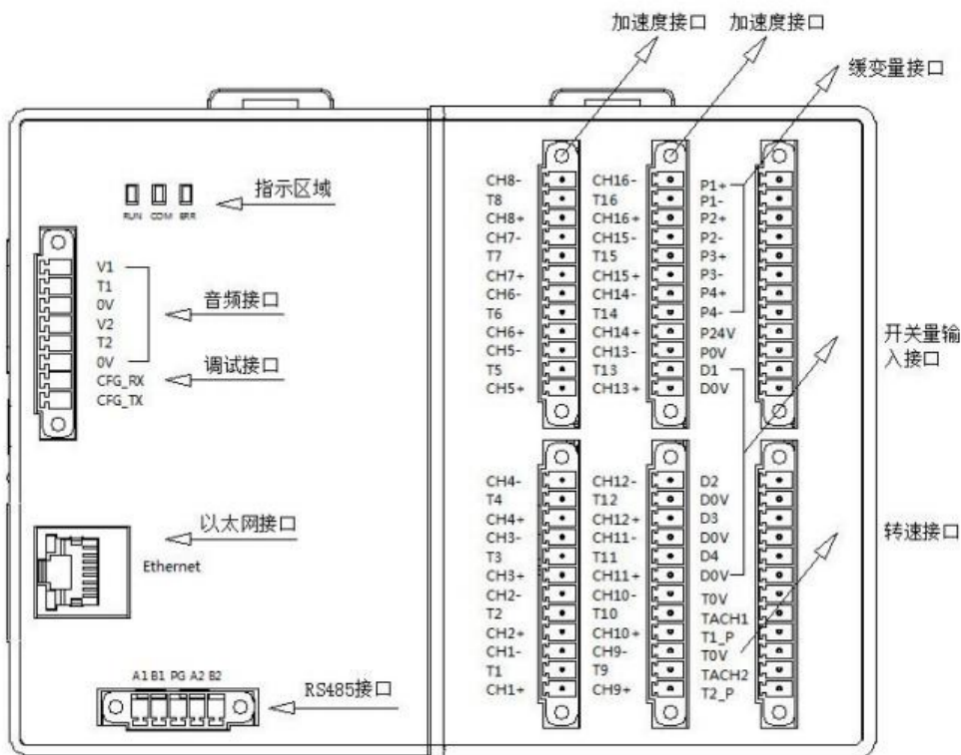 加速度接口
加速度接口
缓变量接口
指示区域
RUN COM ERR
V1
T1
0V
V2
T2
0V
CFG_RX
CFG_TX
音频接口
调试接口
以太网接口
Ethernet
A1 B1 PG A2 B2
RS485接口
CH8-
T8
CH8+
CH7-
T7
CH7+
CH6-
T6
CH6+
CH5-
T5
CH5+
CH16-
T16
CH16+
CH15-
T15
CH15+
CH14-
T14
CH14+
CH13-
T13
CH13+
P1+
P1-
P2+
P2-
P3+
P3-
P4+
P4-
P24V
P0V
D1
D0V
开关量输
入接口
CH4-
T4
CH4+
CH3-
T3
CH3+
CH2-
T2
CH2+
CH1-
T1
CH1+
CH12-
T12
CH12+
CH11-
T11
CH11+
CH10-
T10
CH10+
CH9-
T9
CH9+
D2
D0V
D3
D0V
D4
D0V
T0V
TACH1
T1_P
T0V
TACH2
T2_P
转速接口